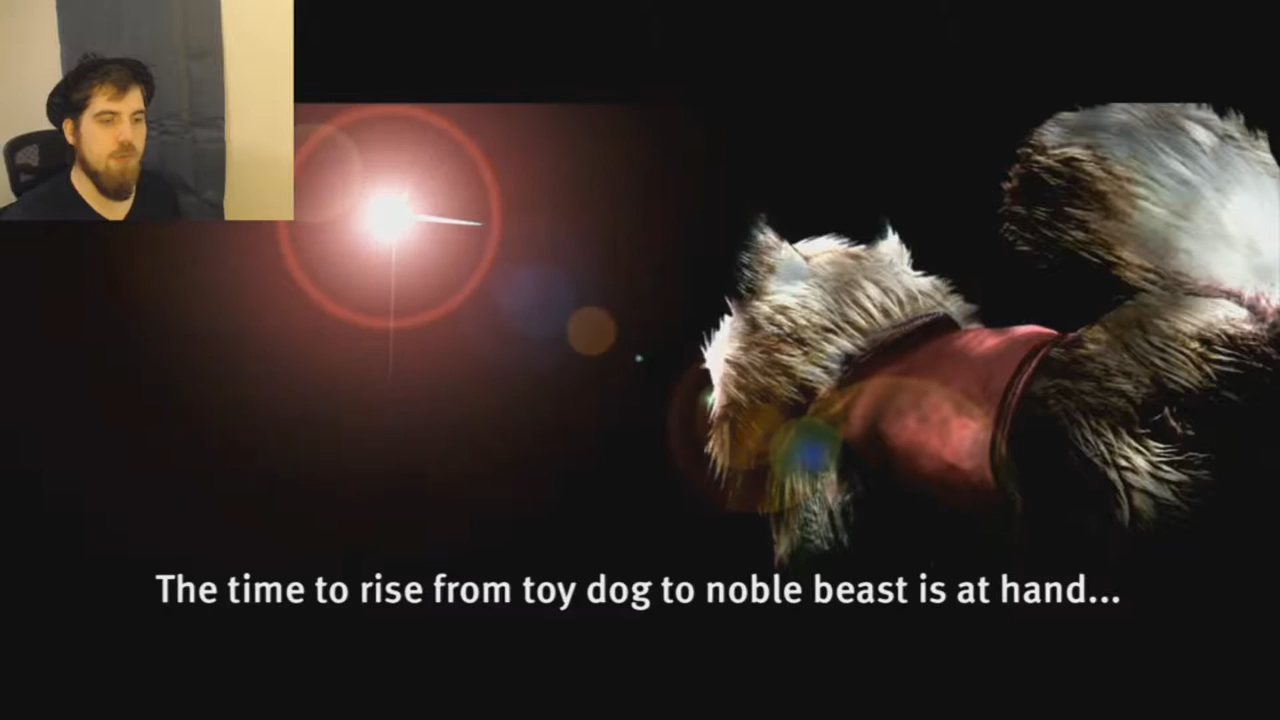 The time to rise from toy dog to noble beast is at hand...